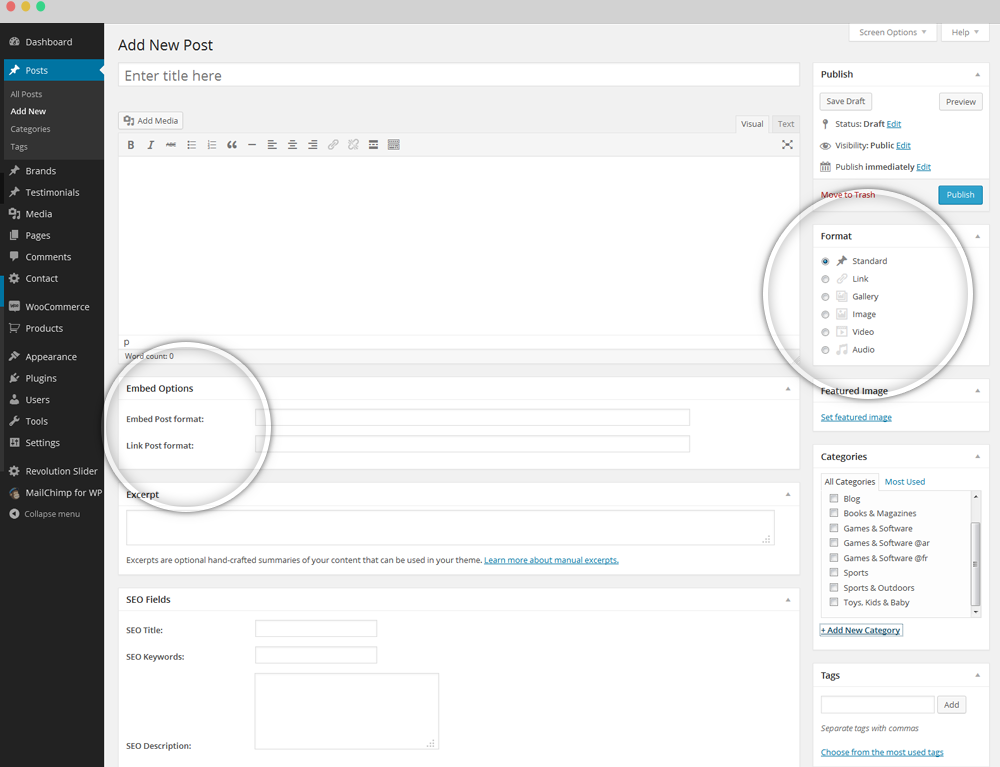 Screen Options
Help
Dashboard
Posts
All Posts
Add New
Categories
Tags
Brands
Testimonials
Media
Pages
Comments
Contact
WooCommerce
Products
Appearance
Plugins
Users
Tools
Settings
Revolution Slider
MailChimp for WP
Collapse menu
Add New Post
Enter title here
Add Media
Visual
Text
B I ABC
p
Word count: 0
Embed Options
Embed Post format:
Link Post format:
Excerpt
Excerpts are optional hand-crafted summaries of your content that can be used in your theme. Learn more about manual excerpts.
SEO Fields
SEO Title:
SEO Keywords:
SEO Description:
Publish
Save Draft
Preview
Status: Draft Edit
Visibility: Public Edit
Publish immediately Edit
Move to Trash
Publish
Format
Standard
Link
Gallery
Image
Video
Audio
Featured Image
Set featured image
Categories
All Categories
Most Used
Blog
Books & Magazines
Games & Software
Games & Software @ar
Games & Software @fr
Sports
Sports & Outdoors
Toys, Kids & Baby
+ Add New Category
Tags
Add
Separate tags with commas
Choose from the most used tags